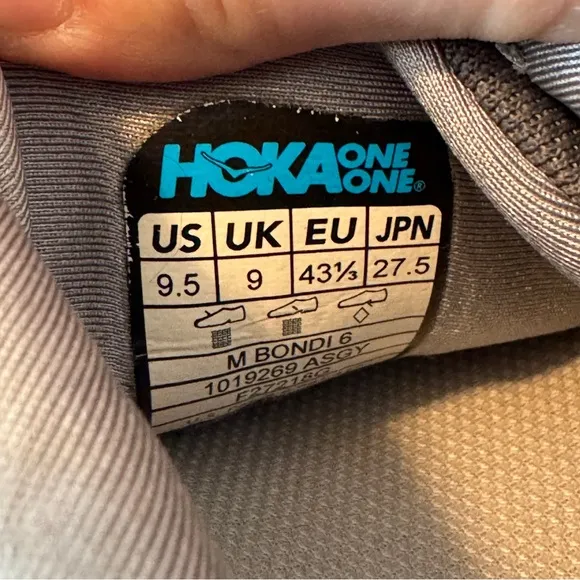 HOKA ONE ONE®
US UK EU JPN
9.5 9 43⅓ 27.5
M BONDI 6
1019269 ASGY
F27218G